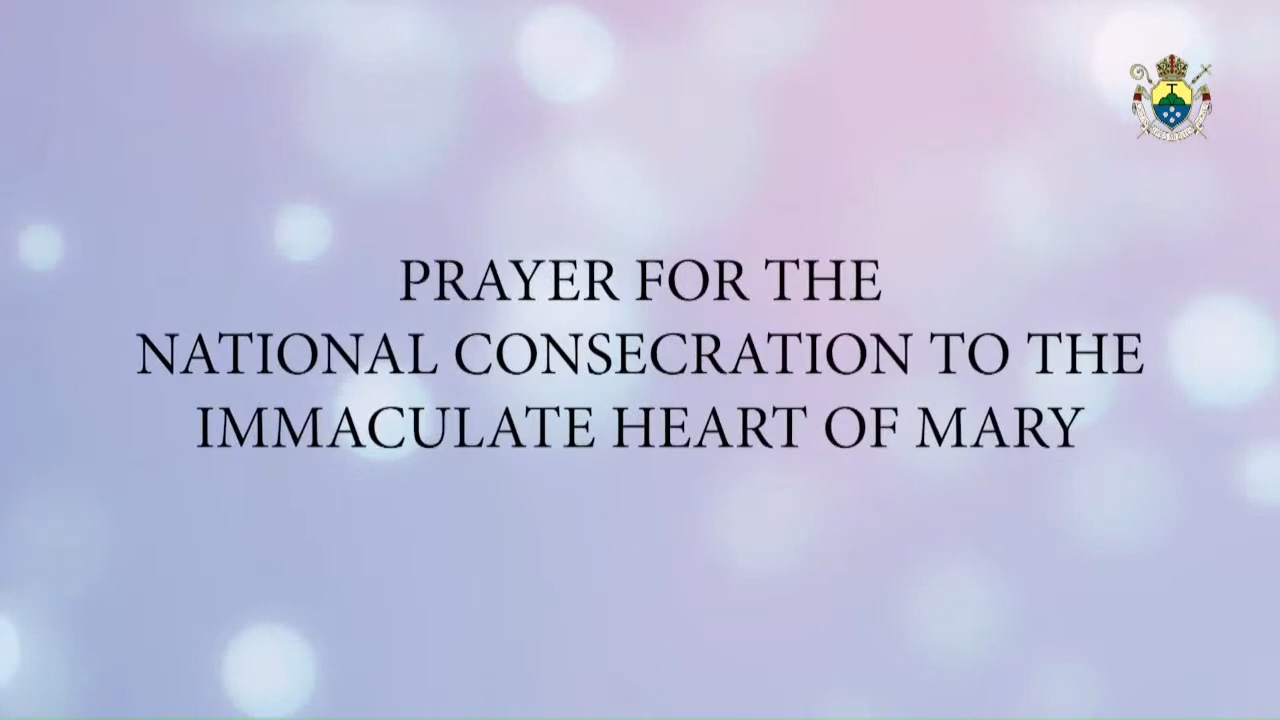 PRAYER FOR THE
NATIONAL CONSECRATION TO THE
IMMACULATE HEART OF MARY